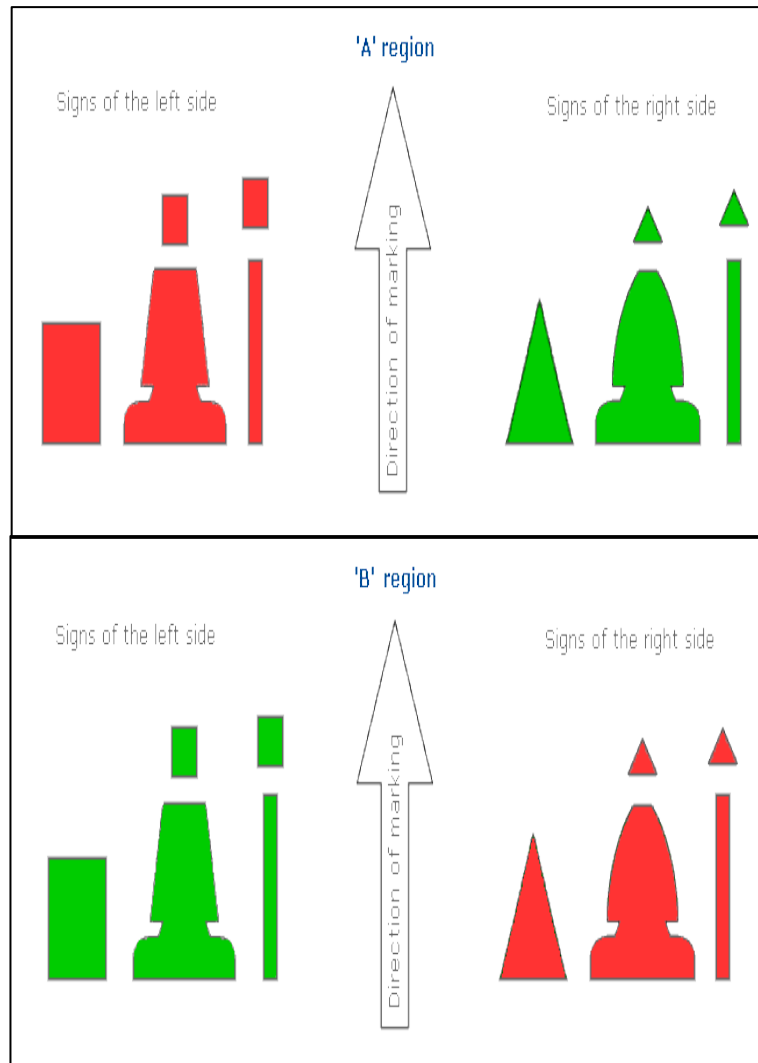 'A' region
Signs of the left side
Signs of the right side
Direction of marking
'B' region
Signs of the left side
Signs of the right side
Direction of marking